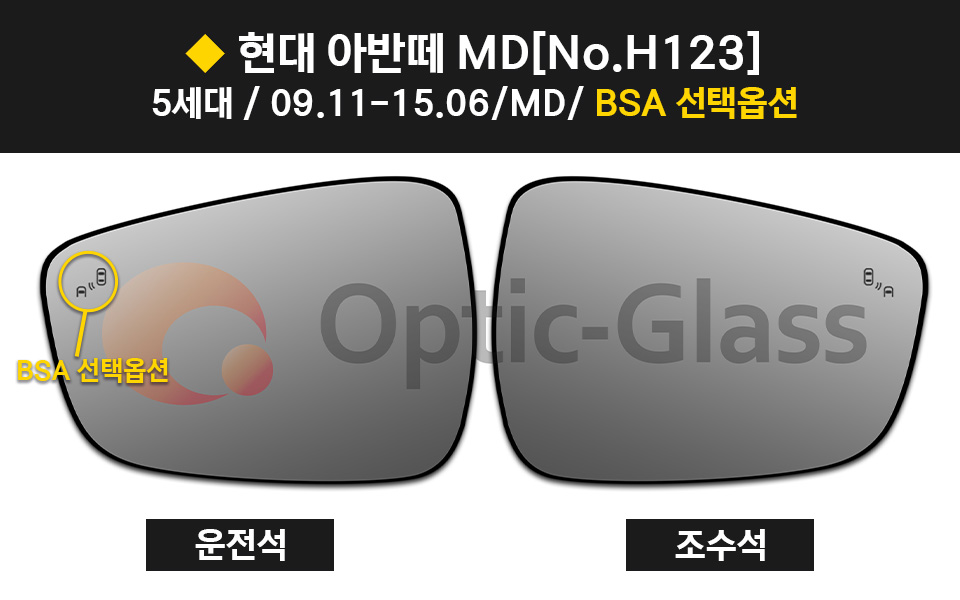 ◆ 현대 아반떼 MD[No.H123]
5세대 / 09.11-15.06/MD/ BSA 선택옵션
Optic-Glass
BSA 선택옵션
운전석
조수석